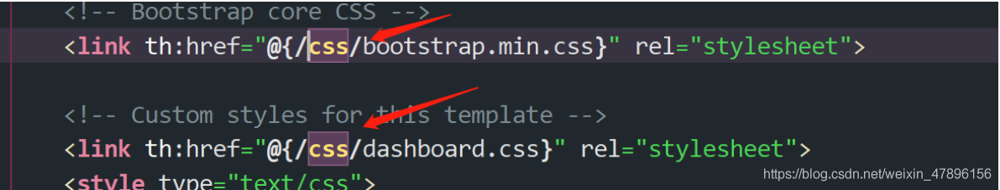 <!-- Bootstrap core CSS -->
<link th:href="@{/css/bootstrap.min.css}" rel="stylesheet">
<!-- Custom styles for this template -->
<link th:href="@{/css/dashboard.css}" rel="stylesheet">
<style type="text/css">
https://blog.csdn.net/weixin_47896156